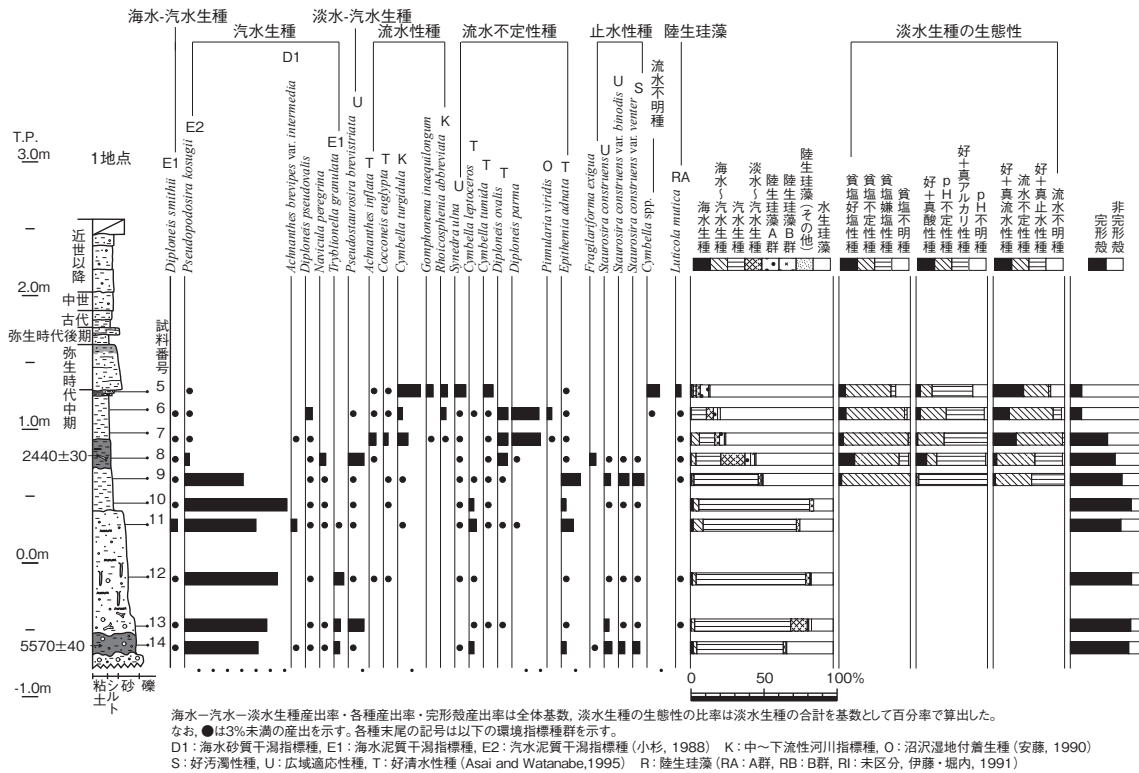 海水-汽水生種
汽水生種
淡水-汽水生種
流水性種
流水不定性種
止水性種
陸生珪藻
淡水生種の生態性
T.P.
3.0m
2.0m
1.0m
0.0m
-1.0m
1地点
近世以降
中世
古代
弥生時代後期
弥生時代中期
2440±30
5570±40
粘土
シルト
砂
礫
試料番号
5
6
7
8
9
10
11
12
13
14
Diploneis smithii E1
Pseudopodosira kosugii E2
Achnanthes brevipes var. intermedia D1
Diploneis pseudovalis
Navicula peregrina
Tryblionella granulata E1
Pseudostaurosira brevistriata U
Achnanthes inflata T
Cocconeis euglypta T
Cymbella turgidula K
Gomphonema inaequilongum
Rhoicosphenia abbreviata K
Synedra ulna U
Cymbella leptoceros T
Cymbella tumida T
Diploneis ovalis T
Diploneis parma
Pinnularia viridis O
Epithemia adnata T
Fragilariforma exigua
Staurosira construens U
Staurosira construens var. binodis U
Staurosira construens var. venter S
Cymbella spp.
流水不明種
Luticola mutica RA
海水生種
海水～汽水生種
汽水生種
淡水～汽水生種
陸生珪藻A群
陸生珪藻B群
陸生珪藻(その他)
水生珪藻
貧塩好塩性種
貧塩不定性種
貧塩嫌塩性種
貧塩不明種
好+真酸性種
pH不定性種
好+真アルカリ性種
pH不明種
好+真流水性種
流水不定性種
好+真止水性種
流水不明種
完形殻
非完形殻
0 50 100%
海水ー汽水ー淡水生種産出率・各種産出率・完形殻産出率は全体基数, 淡水生種の生態性の比率は淡水生種の合計を基数として百分率で算出した。
なお, ●は3%未満の産出を示す。各種末尾の記号は以下の環境指標種群を示す。
D1：海水砂質干潟指標種, E1：海水泥質干潟指標種, E2：汽水泥質干潟指標種(小杉, 1988) K：中～下流性河川指標種, O：沼沢湿地付着生種(安藤, 1990)
S：好汚濁性種, U：広域適応性種, T：好清水性種(Asai and Watanabe,1995) R：陸生珪藻(RA：A群, RB：B群, RI：未区分, 伊藤・堀内, 1991)